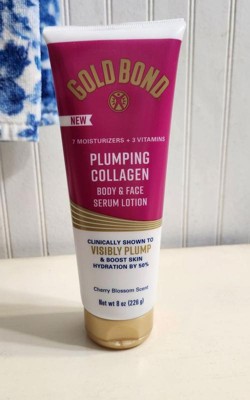 GOLD BOND
NEW
7 MOISTURIZERS + 3 VITAMINS
PLUMPING
COLLAGEN
BODY & FACE
SERUM LOTION
CLINICALLY SHOWN TO
VISIBLY PLUMP
& BOOST SKIN
HYDRATION BY 50%
Cherry Blossom Scent
Net wt 8 oz (226 g)